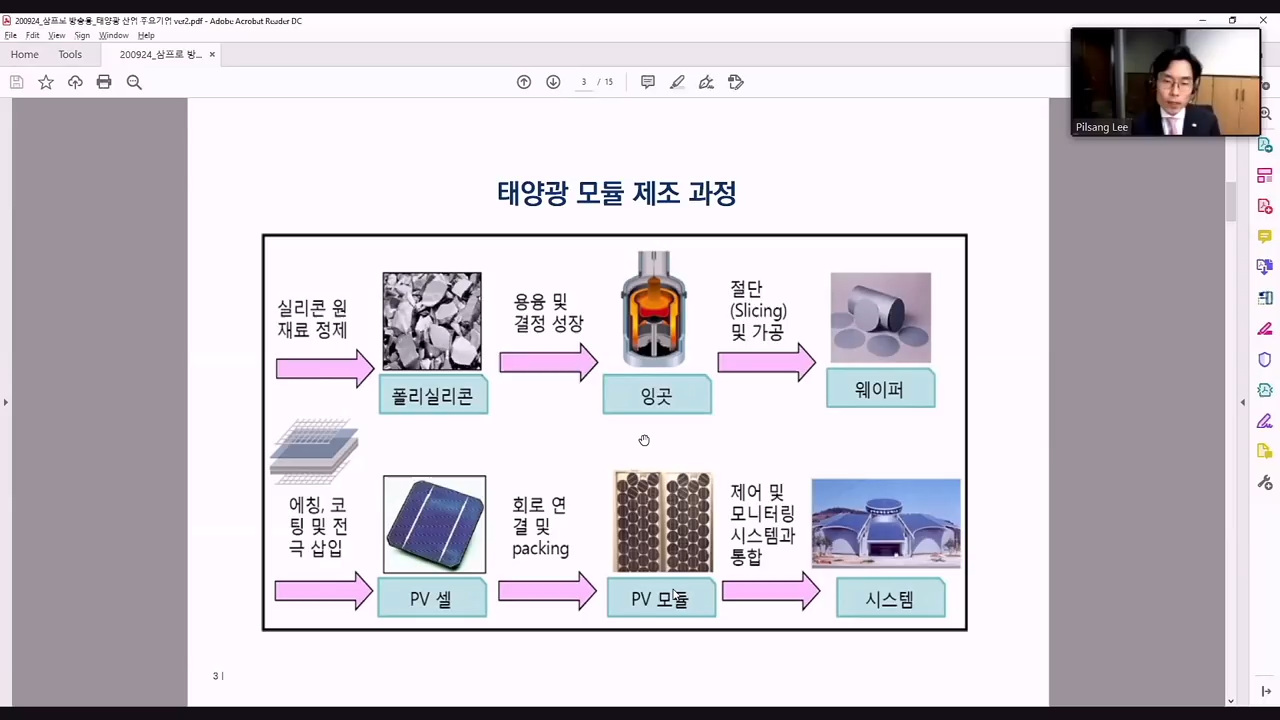 200924_삼프로 방송용_태양광 산업 주요기업 ver2.pdf - Adobe Acrobat Reader DC
File Edit View Sign Window Help
Home Tools 200924_삼프로 방... ×
3 / 15
Pilsang Lee
태양광 모듈 제조 과정
실리콘 원
재료 정제
폴리실리콘
용융 및
결정 성장
잉곳
절단
(Slicing)
및 가공
웨이퍼
에칭, 코
팅 및 전
극 삽입
PV 셀
회로 연
결 및
packing
PV 모듈
제어 및
모니터링
시스템과
통합
시스템
3 |